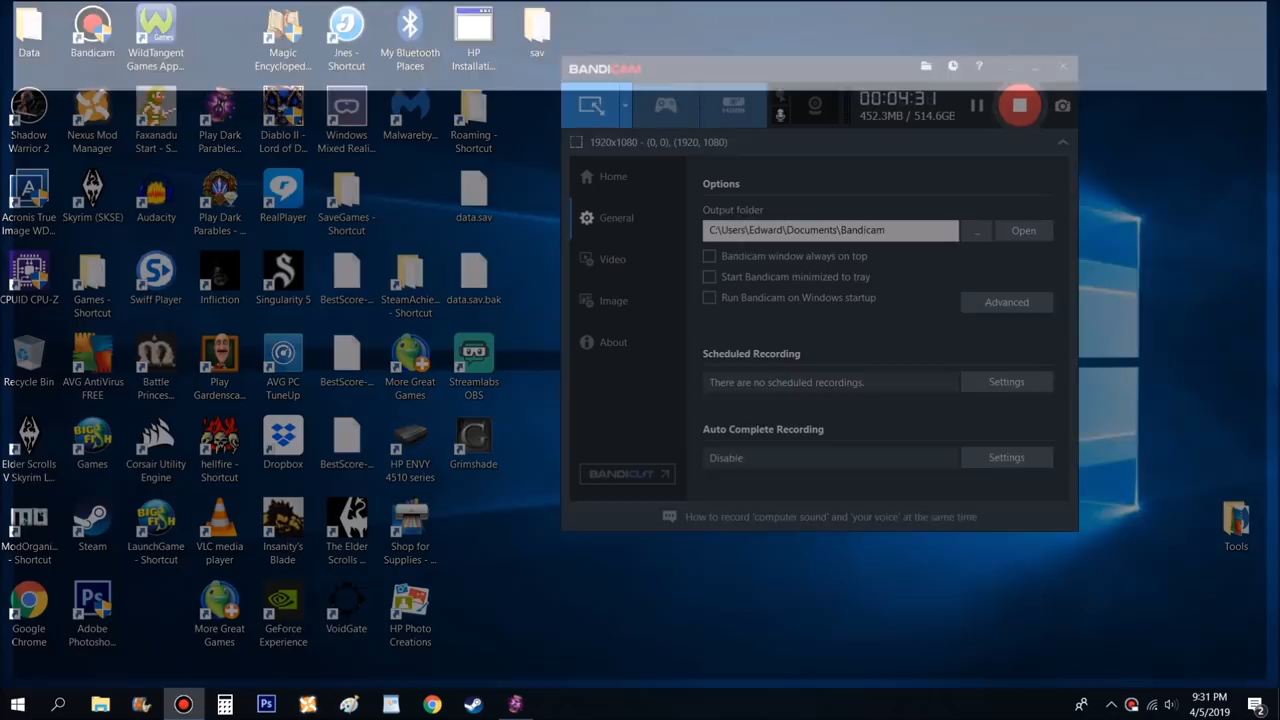 Data
Bandicam
WildTangent
Games App...
Magic
Encycloped...
Jnes -
Shortcut
My Bluetooth
Places
HP
Installati...
sav
Shadow
Warrior 2
Nexus Mod
Manager
Faxanadu
Start - S...
Play Dark
Parables...
Diablo II -
Lord of D...
Windows
Mixed Reali...
Malwareby...
Roaming -
Shortcut
Acronis True
Image WD...
Skyrim (SKSE)
Audacity
Play Dark
Parables - ...
RealPlayer
SaveGames -
Shortcut
data.sav
CPUID CPU-Z
Games -
Shortcut
Swiff Player
Infliction
Singularity 5
BestScore-...
SteamAchie...
- Shortcut
data.sav.bak
Recycle Bin
AVG AntiVirus
FREE
Battle
Princes...
Play
Gardensca...
AVG PC
TuneUp
BestScore-...
More Great
Games
Streamlabs
OBS
Elder Scrolls
V Skyrim L...
BIG FISH
Games
Corsair Utility
Engine
hellfire -
Shortcut
Dropbox
BestScore-...
HP ENVY
4510 series
Grimshade
ModOrgani...
- Shortcut
Steam
BIG FISH
LaunchGame
- Shortcut
VLC media
player
Insanity's
Blade
The Elder
Scrolls ...
Shop for
Supplies - ...
Google
Chrome
Adobe
Photosho...
More Great
Games
GeForce
Experience
VoidGate
HP Photo
Creations
Tools
BANDICAM
00:04:31
452.3MB / 514.6GB
1920x1080 - (0, 0), (1920, 1080)
Home
General
Video
Image
About
BANDICUT
Options
Output folder
C:\Users\Edward\Documents\Bandicam
...
Open
Bandicam window always on top
Start Bandicam minimized to tray
Run Bandicam on Windows startup
Advanced
Scheduled Recording
There are no scheduled recordings.
Settings
Auto Complete Recording
Disable
Settings
How to record 'computer sound' and 'your voice' at the same time
9:31 PM
4/5/2019
2